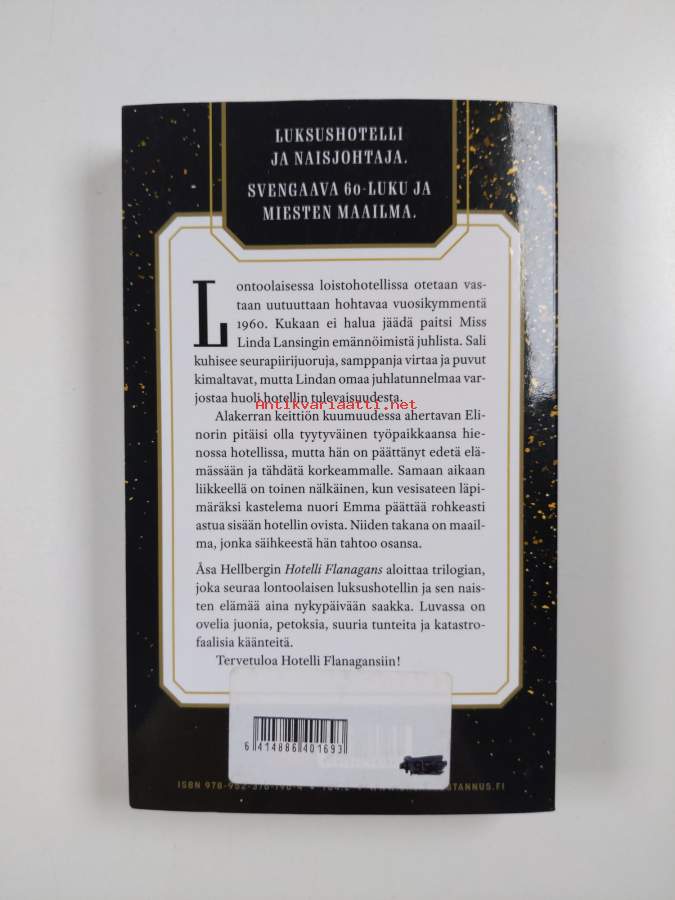 LUKSUSHOTELLI
JA NAISJOHTAJA.
SVENGAAVA 60-LUKU JA
MIESTEN MAAILMA.
Lontoolaisessa loistohotellissa otetaan vas-
taan uutuuttaan hohtavaa vuosikymmentä
1960. Kukaan ei halua jäädä paitsi Miss
Linda Lansingin emännöimistä juhlista. Sali
kuhisee seurapiirijuoruja, samppanja virtaa ja puvut
kimaltavat, mutta Lindan omaa juhlatunnelmaa var-
jostaa huoli hotellin tulevaisuudesta.
Antikvariaatti.net
Alakerran keittiön kuumuudessa ahertavan Eli-
norin pitäisi olla tyytyväinen työpaikkaansa hie-
nossa hotellissa, mutta hän on päättänyt edetä elä-
mässään ja tähdätä korkeammalle. Samaan aikaan
liikkeellä on toinen nälkäinen, kun vesisateen läpi-
märäksi kastelema nuori Emma päättää rohkeasti
astua sisään hotellin ovista. Niiden takana on maail-
ma, jonka säihkeestä hän tahtoo osansa.
Åsa Hellbergin Hotelli Flanagans aloittaa trilogian,
joka seuraa lontoolaisen luksushotellin ja sen nais-
ten elämää aina nykypäivään saakka. Luvassa on
ovelia juonia, petoksia, suuria tunteita ja katastro-
faalisia käänteitä.
Tervetuloa Hotelli Flanagansiin!
6 414886 401693
ISBN 978-952-